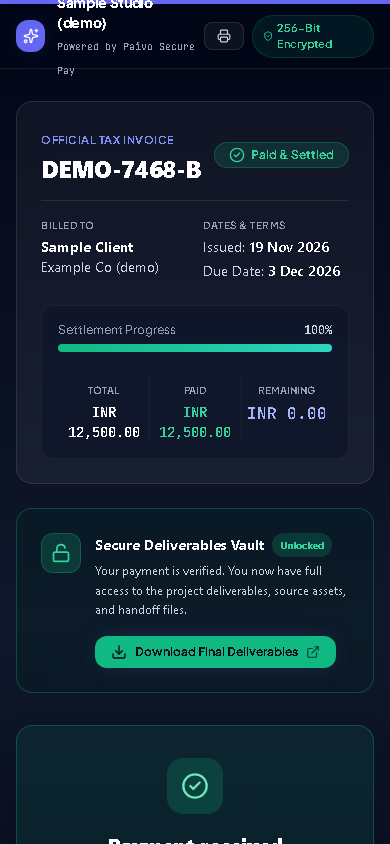 Sample Studio
(demo)
Powered by Paivo Secure
Pay
256-Bit
Encrypted
OFFICIAL TAX INVOICE
DEMO-7468-B
Paid & Settled
BILLED TO
Sample Client
Example Co (demo)
DATES & TERMS
Issued: 19 Nov 2026
Due Date: 3 Dec 2026
Settlement Progress
100%
TOTAL
INR
12,500.00
PAID
INR
12,500.00
REMAINING
INR 0.00
Secure Deliverables Vault
Unlocked
Your payment is verified. You now have full
access to the project deliverables, source assets,
and handoff files.
Download Final Deliverables
Payment received